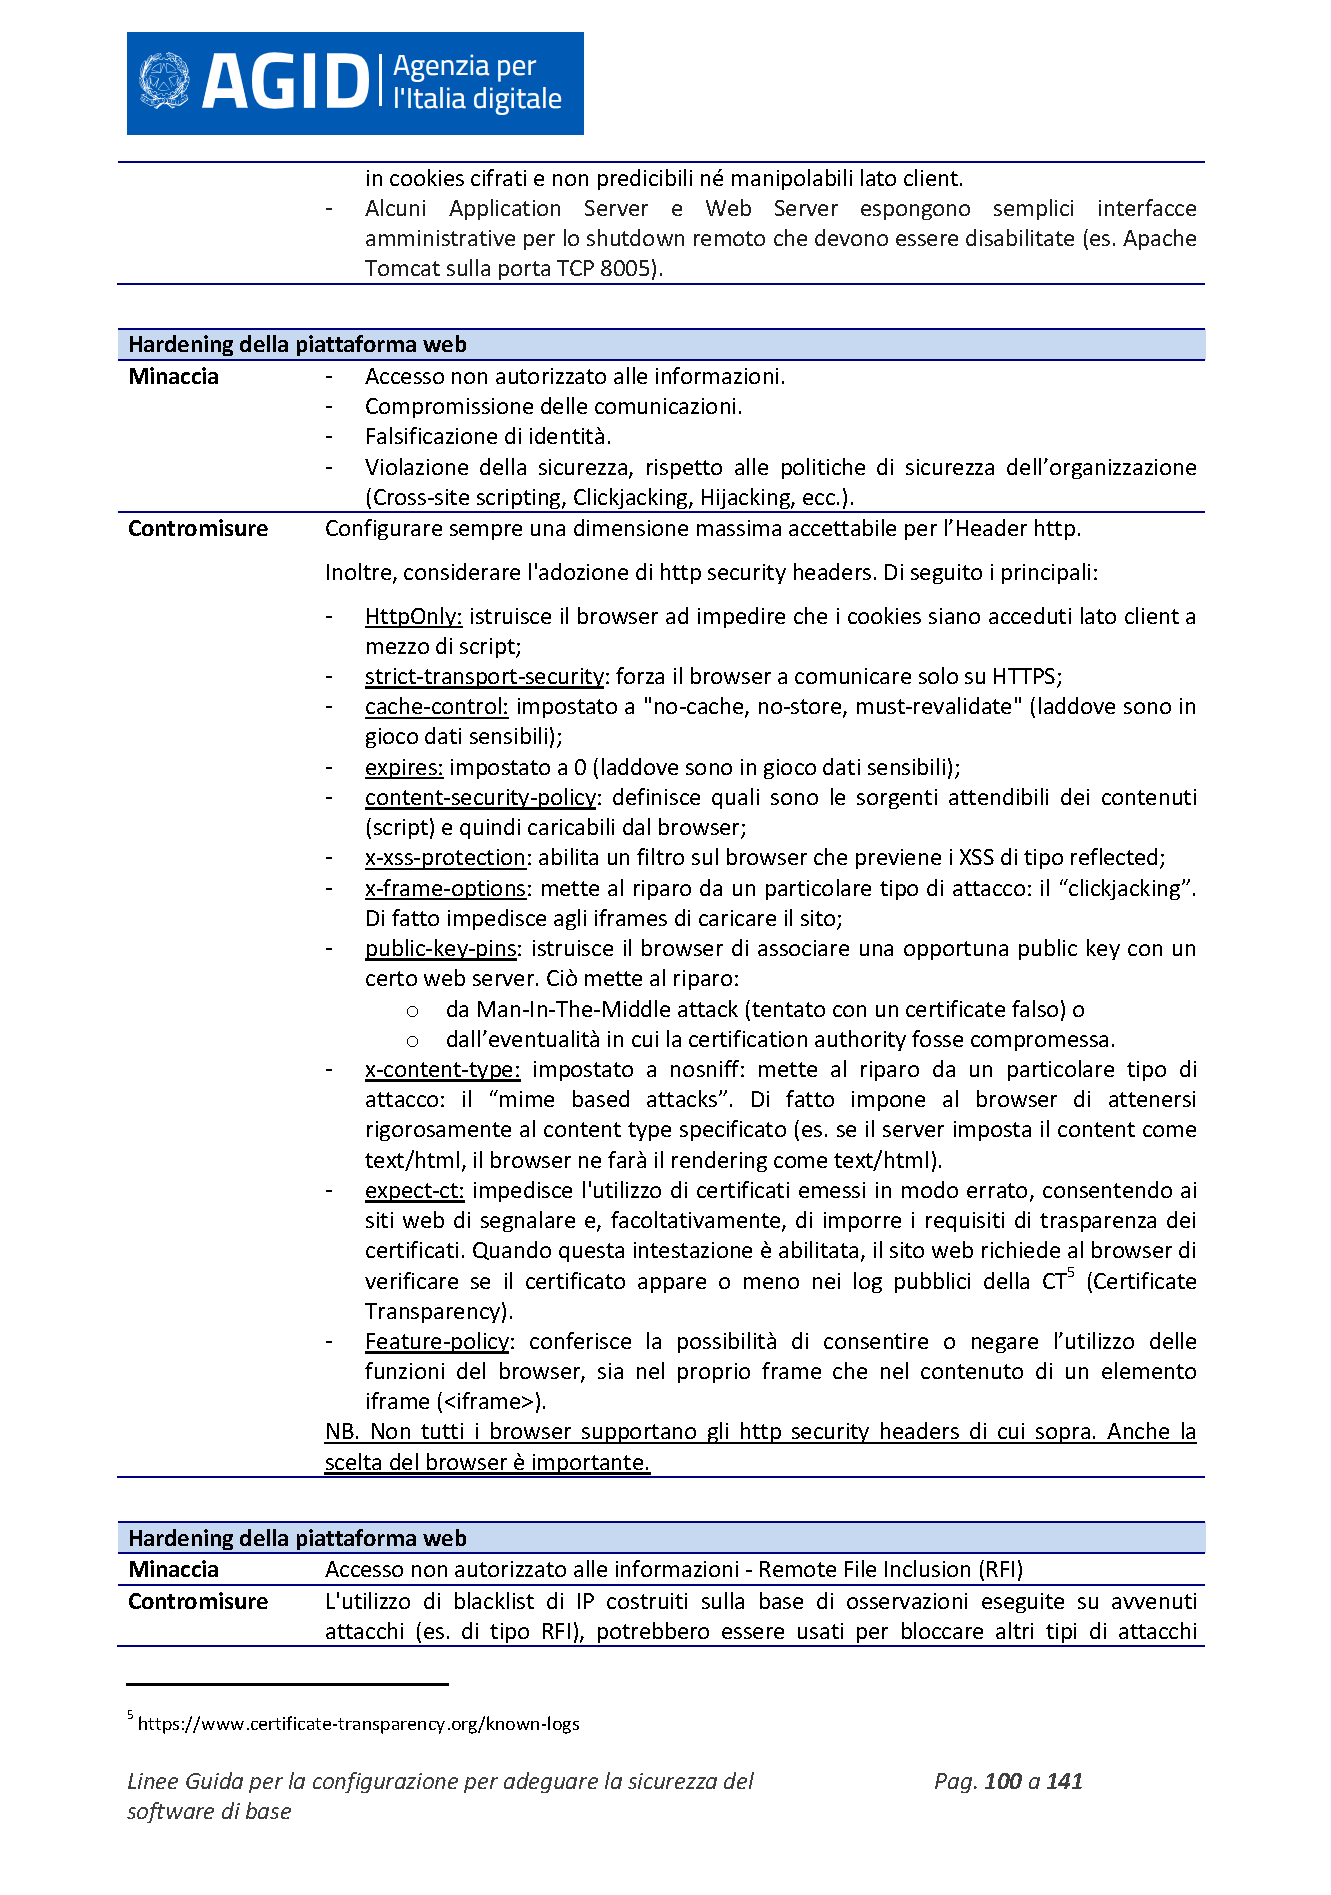 AGID Agenzia per
l'Italia digitale
in cookies cifrati e non predicibili né manipolabili lato client.
- Alcuni Application Server e Web Server espongono semplici interfacce
amministrative per lo shutdown remoto che devono essere disabilitate (es. Apache
Tomcat sulla porta TCP 8005).
Hardening della piattaforma web
Minaccia - Accesso non autorizzato alle informazioni.
- Compromissione delle comunicazioni.
- Falsificazione di identità.
- Violazione della sicurezza, rispetto alle politiche di sicurezza dell’organizzazione
(Cross-site scripting, Clickjacking, Hijacking, ecc.).
Contromisure Configurare sempre una dimensione massima accettabile per l’Header http.
Inoltre, considerare l'adozione di http security headers. Di seguito i principali:
- HttpOnly: istruisce il browser ad impedire che i cookies siano acceduti lato client a
mezzo di script;
- strict-transport-security: forza il browser a comunicare solo su HTTPS;
- cache-control: impostato a "no-cache, no-store, must-revalidate" (laddove sono in
gioco dati sensibili);
- expires: impostato a 0 (laddove sono in gioco dati sensibili);
- content-security-policy: definisce quali sono le sorgenti attendibili dei contenuti
(script) e quindi caricabili dal browser;
- x-xss-protection: abilita un filtro sul browser che previene i XSS di tipo reflected;
- x-frame-options: mette al riparo da un particolare tipo di attacco: il “clickjacking”.
Di fatto impedisce agli iframes di caricare il sito;
- public-key-pins: istruisce il browser di associare una opportuna public key con un
certo web server. Ciò mette al riparo:
o da Man-In-The-Middle attack (tentato con un certificate falso) o
o dall’eventualità in cui la certification authority fosse compromessa.
- x-content-type: impostato a nosniff: mette al riparo da un particolare tipo di
attacco: il “mime based attacks”. Di fatto impone al browser di attenersi
rigorosamente al content type specificato (es. se il server imposta il content come
text/html, il browser ne farà il rendering come text/html).
- expect-ct: impedisce l'utilizzo di certificati emessi in modo errato, consentendo ai
siti web di segnalare e, facoltativamente, di imporre i requisiti di trasparenza dei
certificati. Quando questa intestazione è abilitata, il sito web richiede al browser di
verificare se il certificato appare o meno nei log pubblici della CT5 (Certificate
Transparency).
- Feature-policy: conferisce la possibilità di consentire o negare l’utilizzo delle
funzioni del browser, sia nel proprio frame che nel contenuto di un elemento
iframe (<iframe>).
NB. Non tutti i browser supportano gli http security headers di cui sopra. Anche la
scelta del browser è importante.
Hardening della piattaforma web
Minaccia Accesso non autorizzato alle informazioni - Remote File Inclusion (RFI)
Contromisure L'utilizzo di blacklist di IP costruiti sulla base di osservazioni eseguite su avvenuti
attacchi (es. di tipo RFI), potrebbero essere usati per bloccare altri tipi di attacchi
5 https://www.certificate-transparency.org/known-logs
Linee Guida per la configurazione per adeguare la sicurezza del Pag. 100 a 141
software di base